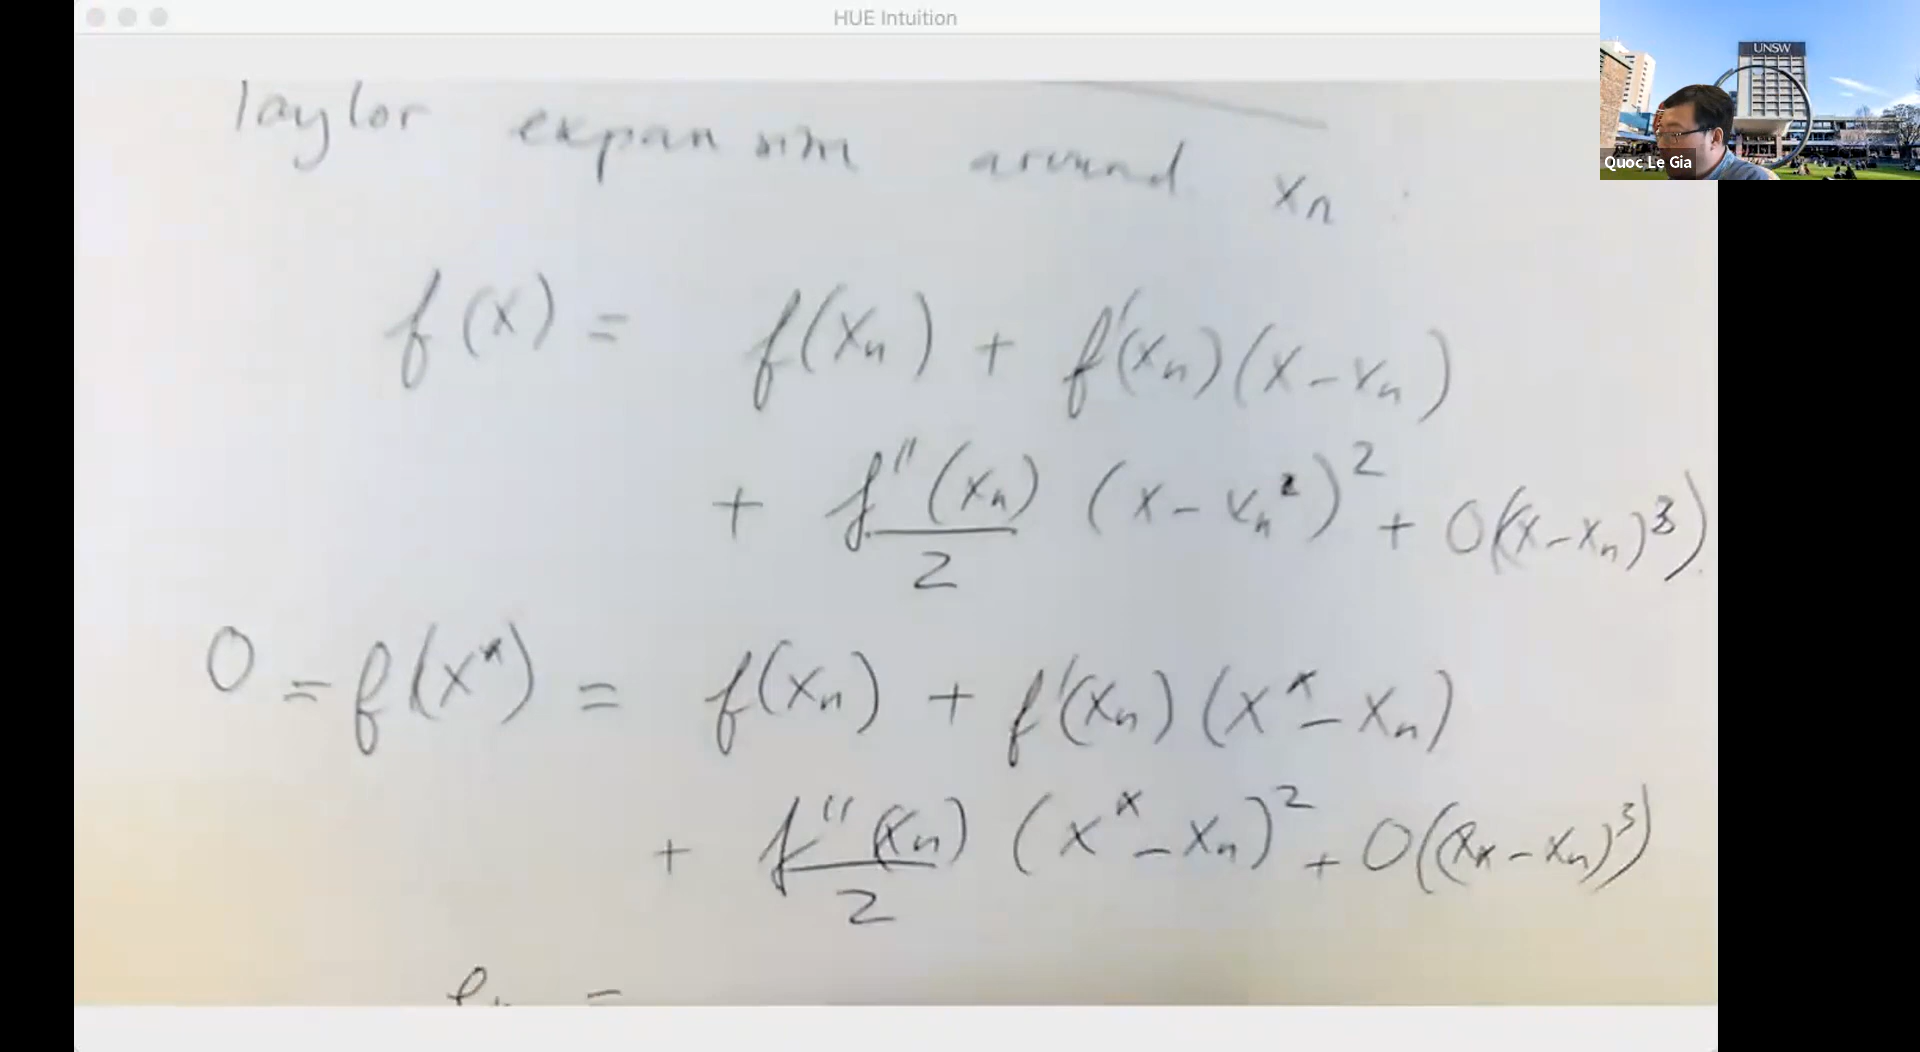 HUE Intuition
UNSW
Quoc Le Gia
Taylor expansion around xₙ :
f(x) = f(xₙ) + f'(xₙ)(x - xₙ)
+ f''(xₙ)/2 (x - xₙ²)² + O((x - xₙ)³)
0 = f(x*) = f(xₙ) + f'(xₙ)(x* - xₙ)
+ f''(xₙ)/2 (x* - xₙ)² + O((x* - xₙ)³)